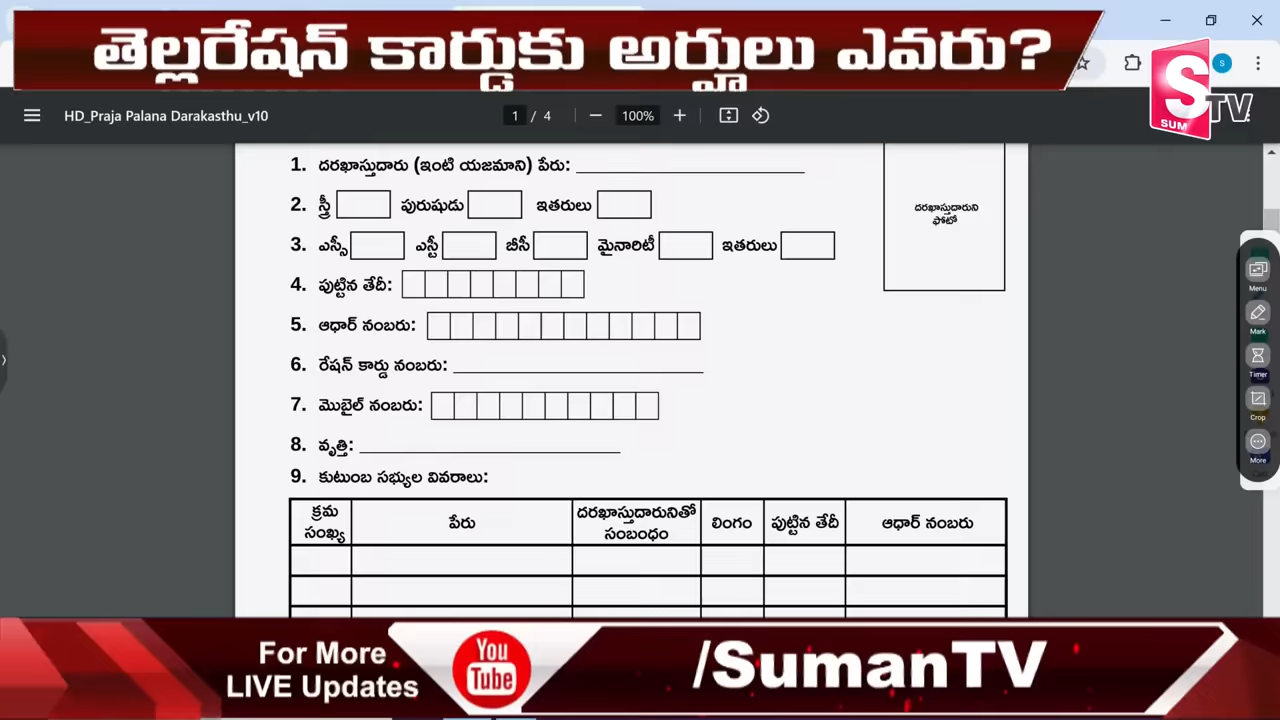 తెల్లరేషన్ కార్డుకు అర్హులు ఎవరు?
S
SUM TV
S
HD_Praja Palana Darakasthu_v10
1 / 4
100%
1. దరఖాస్తుదారు (ఇంటి యజమాని) పేరు:
2. స్త్రీ పురుషుడు ఇతరులు
దరఖాస్తుదారుని
ఫోటో
3. ఎస్సీ ఎస్టీ బీసీ మైనారిటీ ఇతరులు
4. పుట్టిన తేదీ:
5. ఆధార్ నంబరు:
6. రేషన్ కార్డు నంబరు:
7. మొబైల్ నంబరు:
8. వృత్తి:
9. కుటుంబ సభ్యుల వివరాలు:
క్రమ సంఖ్య పేరు దరఖాస్తుదారునితో సంబంధం లింగం పుట్టిన తేదీ ఆధార్ నంబరు
Menu
Mark
Timer
Crop
More
For More
LIVE Updates
You
Tube
/SumanTV